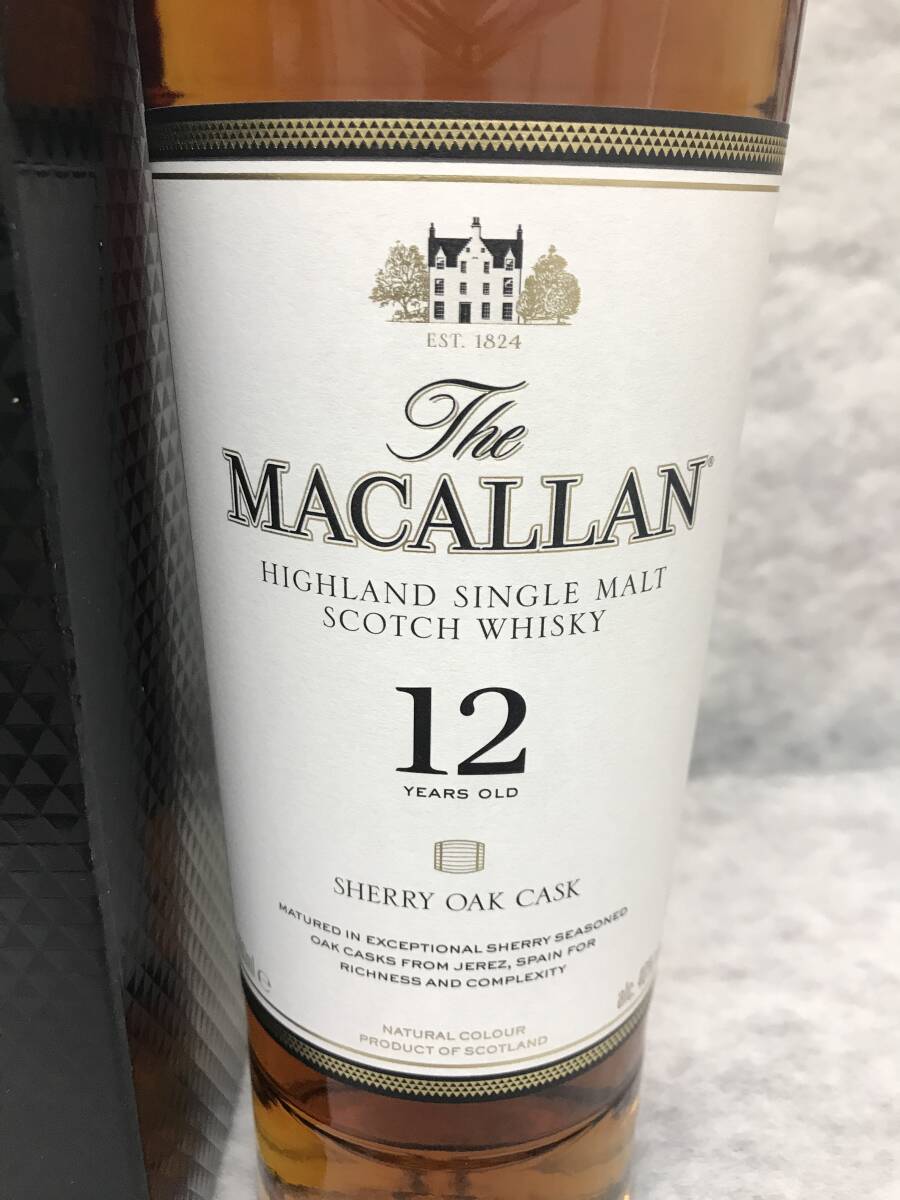 EST. 1824
The
MACALLAN®
HIGHLAND SINGLE MALT
SCOTCH WHISKY
12
YEARS OLD
SHERRY OAK CASK
MATURED IN EXCEPTIONAL SHERRY SEASONED
OAK CASKS FROM JEREZ, SPAIN FOR
RICHNESS AND COMPLEXITY
alc.
NATURAL COLOUR
PRODUCT OF SCOTLAND